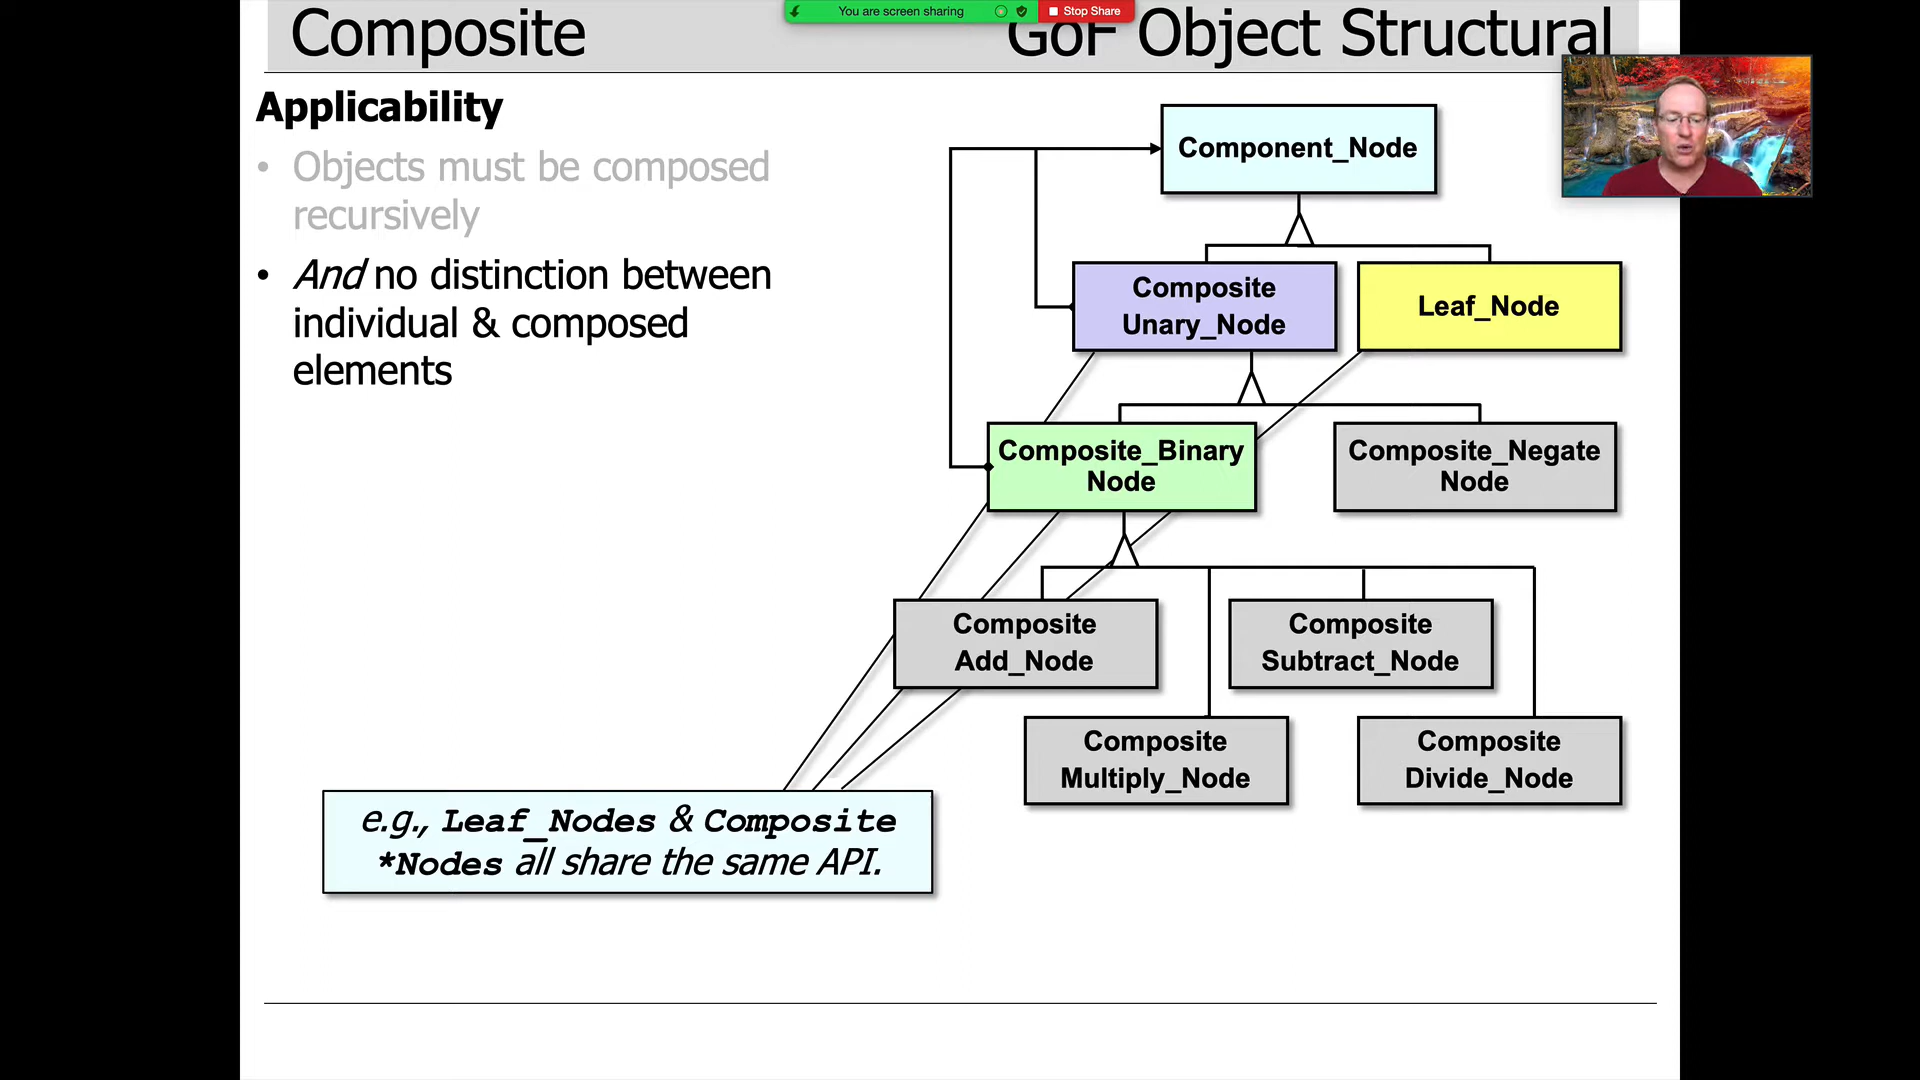 You are screen sharing
Stop Share
Composite
GoF Object Structural
Applicability
• Objects must be composed
recursively
• And no distinction between
individual & composed
elements
Component_Node
Composite
Unary_Node
Leaf_Node
Composite_Binary
Node
Composite_Negate
Node
Composite
Add_Node
Composite
Subtract_Node
Composite
Multiply_Node
Composite
Divide_Node
e.g., Leaf_Nodes & Composite
*Nodes all share the same API.